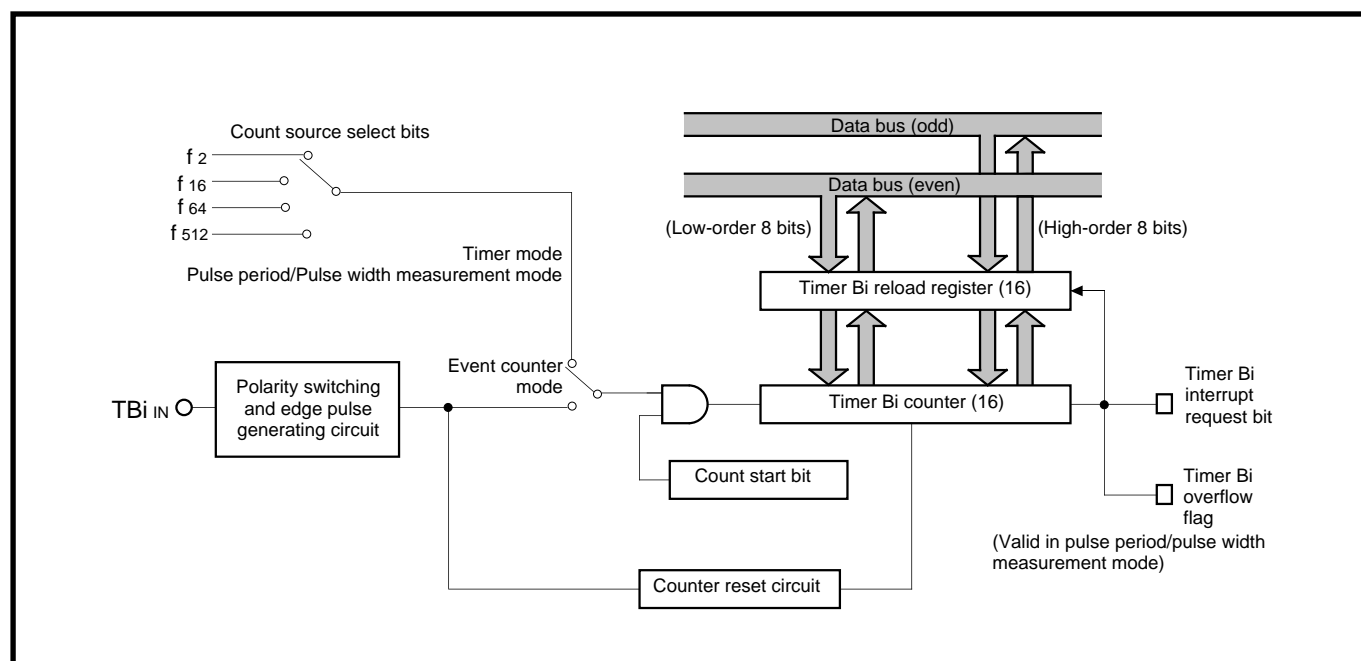 Count source select bits
f 2
f 16
f 64
f 512
Timer mode
Pulse period/Pulse width measurement mode
Data bus (odd)
Data bus (even)
(Low-order 8 bits)
(High-order 8 bits)
Timer Bi reload register (16)
TBi IN
Polarity switching
and edge pulse
generating circuit
Event counter
mode
Timer Bi counter (16)
Count start bit
Counter reset circuit
Timer Bi
interrupt
request bit
Timer Bi
overflow
flag
(Valid in pulse period/pulse width
measurement mode)